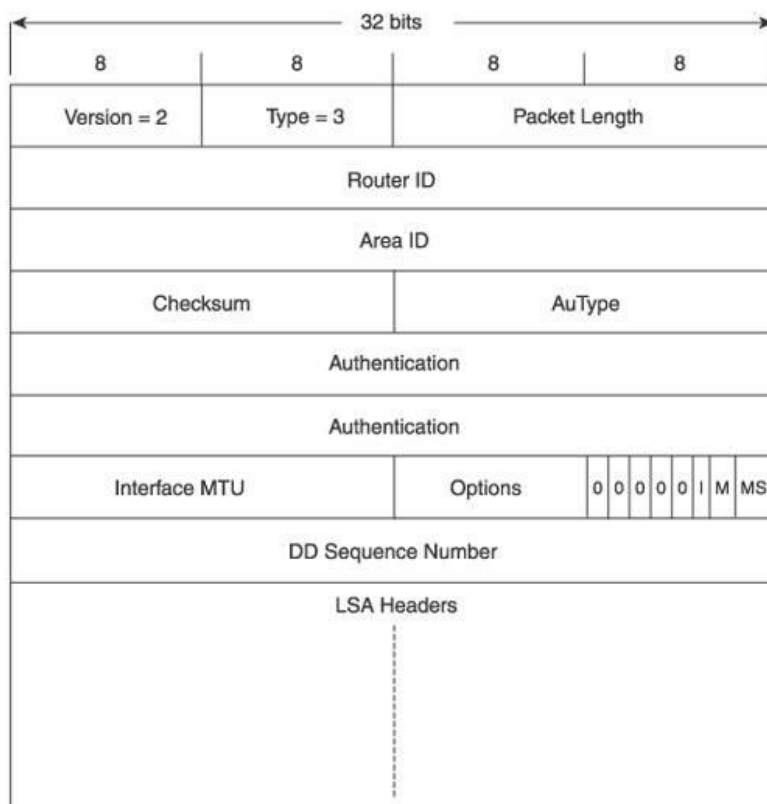 32 bits
8 8 8 8
Version = 2 Type = 3 Packet Length
Router ID
Area ID
Checksum AuType
Authentication
Authentication
Interface MTU Options 0 0 0 0 0 I M MS
DD Sequence Number
LSA Headers